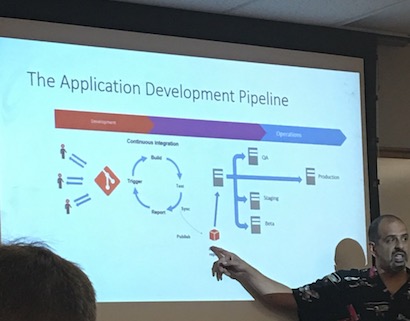 The Application Development Pipeline
Development
Operations
Continuous integration
Build
Trigger
Test
Report
Sync
Publish
QA
Production
Staging
Beta